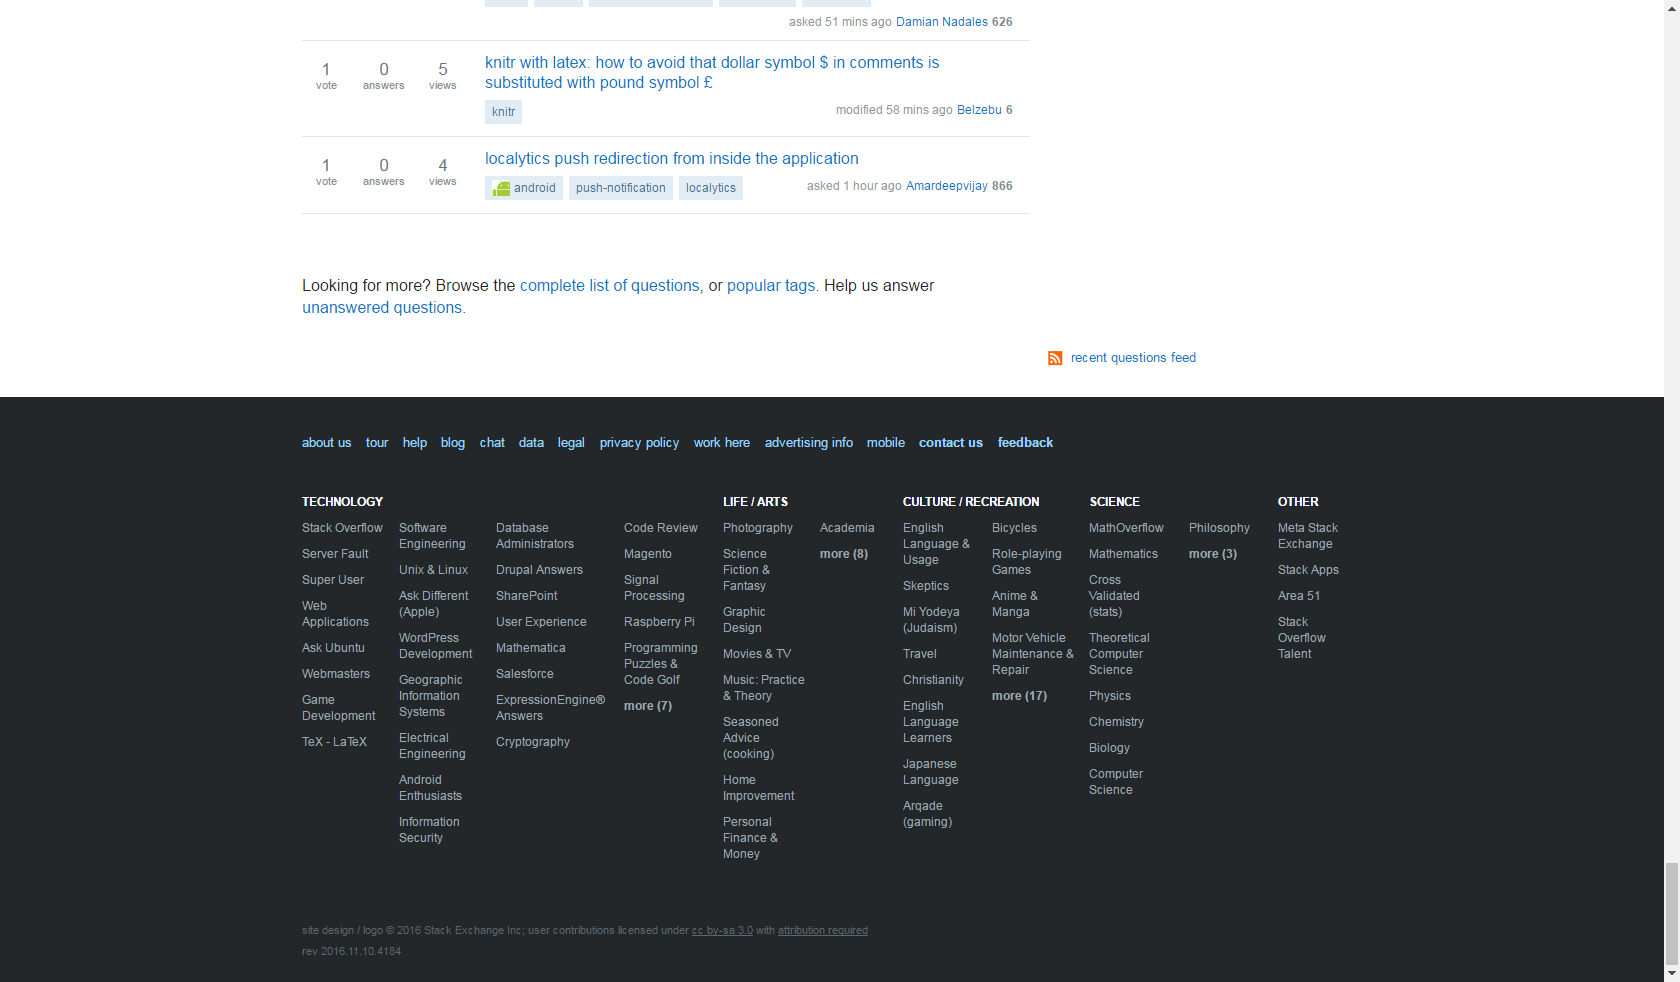 asked 51 mins ago Damian Nadales 626
1 0 5
vote answers views
knitr with latex: how to avoid that dollar symbol $ in comments is
substituted with pound symbol £
knitr
modified 58 mins ago Belzebu 6
1 0 4
vote answers views
localytics push redirection from inside the application
android push-notification localytics
asked 1 hour ago Amardeepvijay 866
Looking for more? Browse the complete list of questions, or popular tags. Help us answer
unanswered questions.
recent questions feed
about us tour help blog chat data legal privacy policy work here advertising info mobile contact us feedback
TECHNOLOGY
Stack Overflow
Server Fault
Super User
Web
Applications
Ask Ubuntu
Webmasters
Game
Development
TeX - LaTeX
Software
Engineering
Unix & Linux
Ask Different
(Apple)
WordPress
Development
Geographic
Information
Systems
Electrical
Engineering
Android
Enthusiasts
Information
Security
Database
Administrators
Drupal Answers
SharePoint
User Experience
Mathematica
Salesforce
ExpressionEngine®
Answers
Cryptography
Code Review
Magento
Signal
Processing
Raspberry Pi
Programming
Puzzles &
Code Golf
more (7)
LIFE / ARTS
Photography
Science
Fiction &
Fantasy
Graphic
Design
Movies & TV
Music: Practice
& Theory
Seasoned
Advice
(cooking)
Home
Improvement
Personal
Finance &
Money
Academia
more (8)
CULTURE / RECREATION
English
Language &
Usage
Skeptics
Mi Yodeya
(Judaism)
Travel
Christianity
English
Language
Learners
Japanese
Language
Arqade
(gaming)
Bicycles
Role-playing
Games
Anime &
Manga
Motor Vehicle
Maintenance &
Repair
more (17)
SCIENCE
MathOverflow
Mathematics
Cross
Validated
(stats)
Theoretical
Computer
Science
Physics
Chemistry
Biology
Computer
Science
Philosophy
more (3)
OTHER
Meta Stack
Exchange
Stack Apps
Area 51
Stack
Overflow
Talent
site design / logo © 2016 Stack Exchange Inc; user contributions licensed under cc by-sa 3.0 with attribution required
rev 2016.11.10.4184